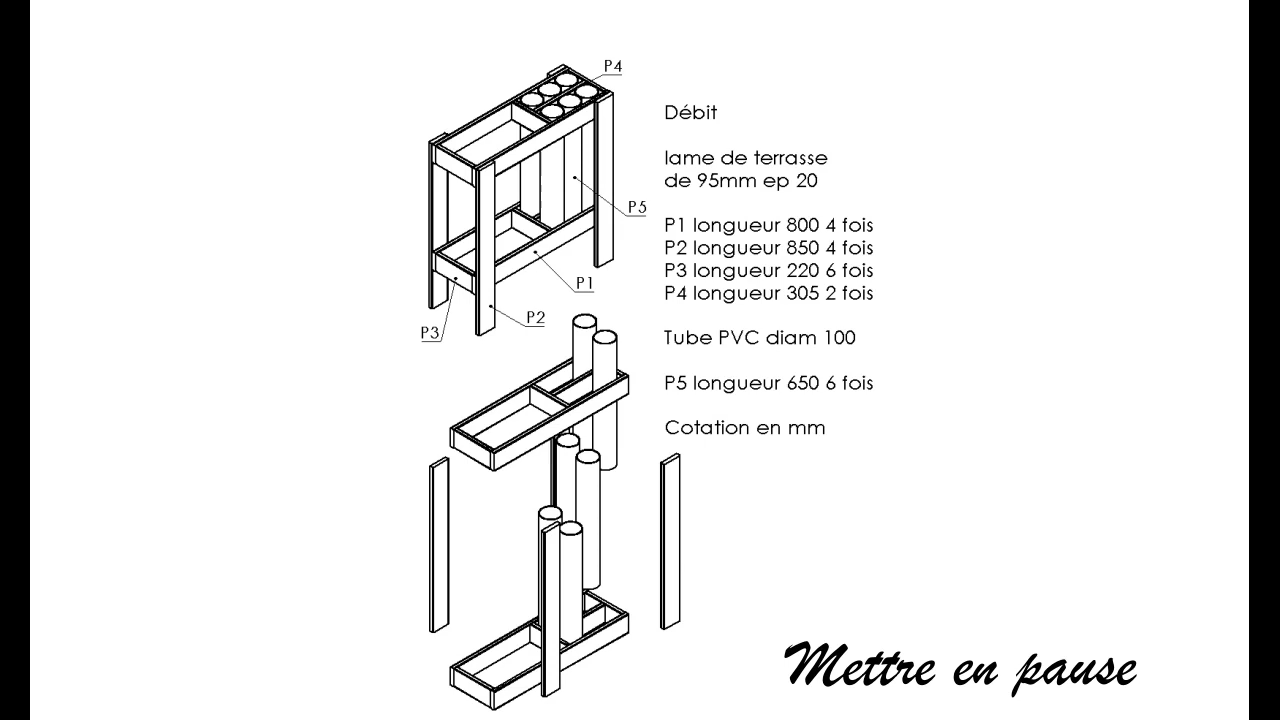 P4
P5
P1
P2
P3
Débit
lame de terrasse
de 95mm ep 20
P1 longueur 800 4 fois
P2 longueur 850 4 fois
P3 longueur 220 6 fois
P4 longueur 305 2 fois
Tube PVC diam 100
P5 longueur 650 6 fois
Cotation en mm
Mettre en pause